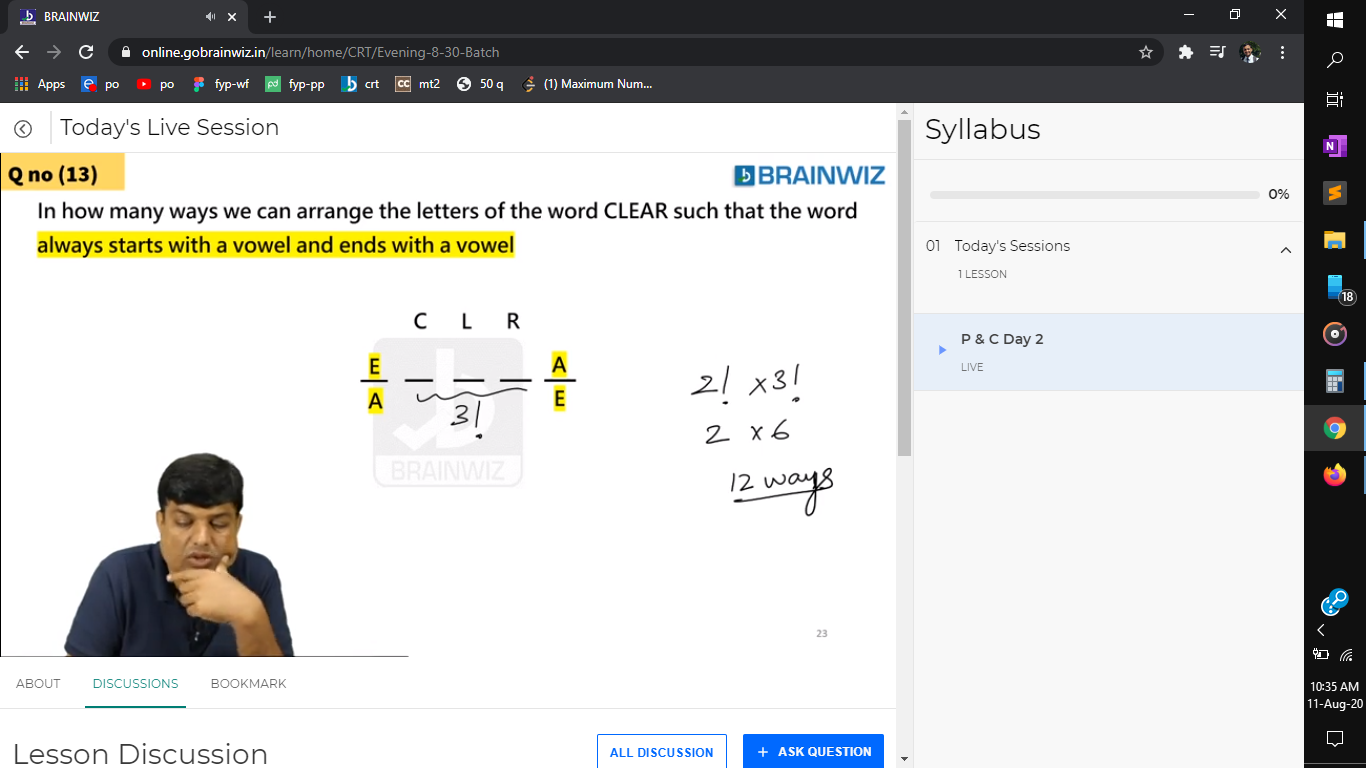 BRAINWIZ
online.gobrainwiz.in/learn/home/CRT/Evening-8-30-Batch
Apps po po fyp-wf fyp-pp crt mt2 50 q (1) Maximum Num...
Today's Live Session
Q no (13)
BRAINWIZ
In how many ways we can arrange the letters of the word CLEAR such that the word
always starts with a vowel and ends with a vowel
C L R
E A
A E
3!
BRAINWIZ
2! x 3!
2 x 6
12 ways
23
ABOUT DISCUSSIONS BOOKMARK
Lesson Discussion
ALL DISCUSSION
+ ASK QUESTION
Syllabus
0%
01 Today's Sessions
1 LESSON
P & C Day 2
LIVE
18
10:35 AM
11-Aug-20